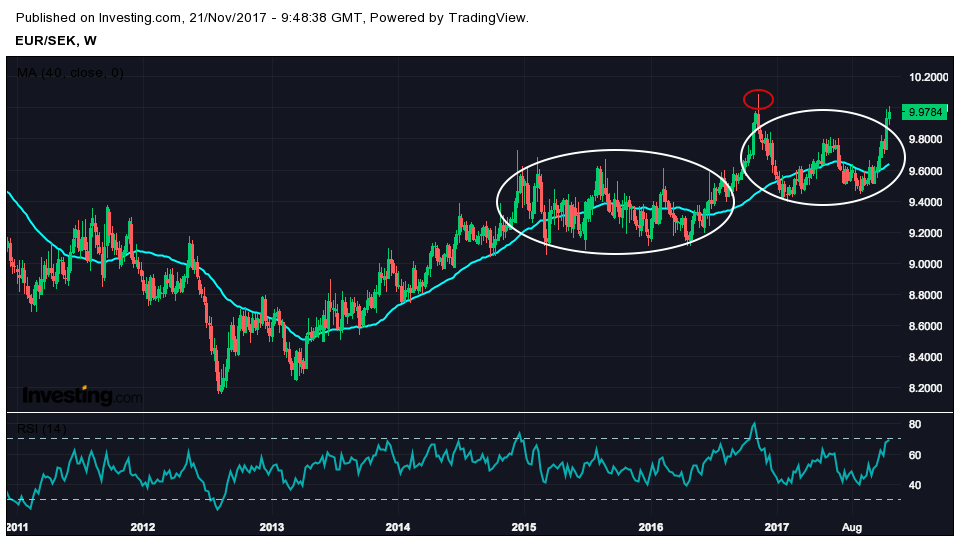 Published on Investing.com, 21/Nov/2017 - 9:48:38 GMT, Powered by TradingView.
EUR/SEK, W
MA (40, close, 0)
10.2000
9.9784
9.8000
9.6000
9.4000
9.2000
9.0000
8.8000
8.6000
8.4000
8.2000
Investing.com
RSI (14)
80
60
40
2011 2012 2013 2014 2015 2016 2017 Aug